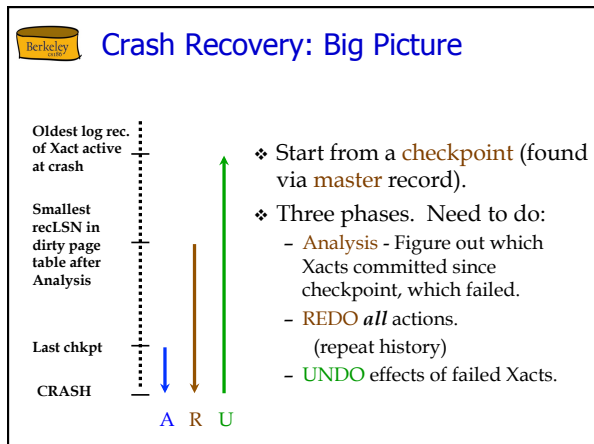 Berkeley
CS186
Crash Recovery: Big Picture
Oldest log rec.
of Xact active
at crash
Smallest
recLSN in
dirty page
table after
Analysis
Last chkpt
CRASH
A R U
❖ Start from a checkpoint (found
via master record).
❖ Three phases. Need to do:
– Analysis - Figure out which
Xacts committed since
checkpoint, which failed.
– REDO all actions.
(repeat history)
– UNDO effects of failed Xacts.